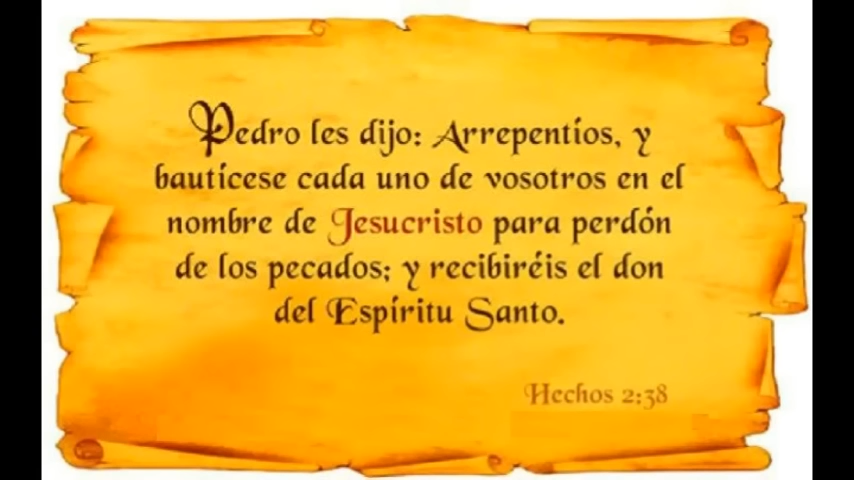 Pedro les dijo: Arrepentíos, y
bautícese cada uno de vosotros en el
nombre de Jesucristo para perdón
de los pecados; y recibiréis el don
del Espíritu Santo.
Hechos 2:38